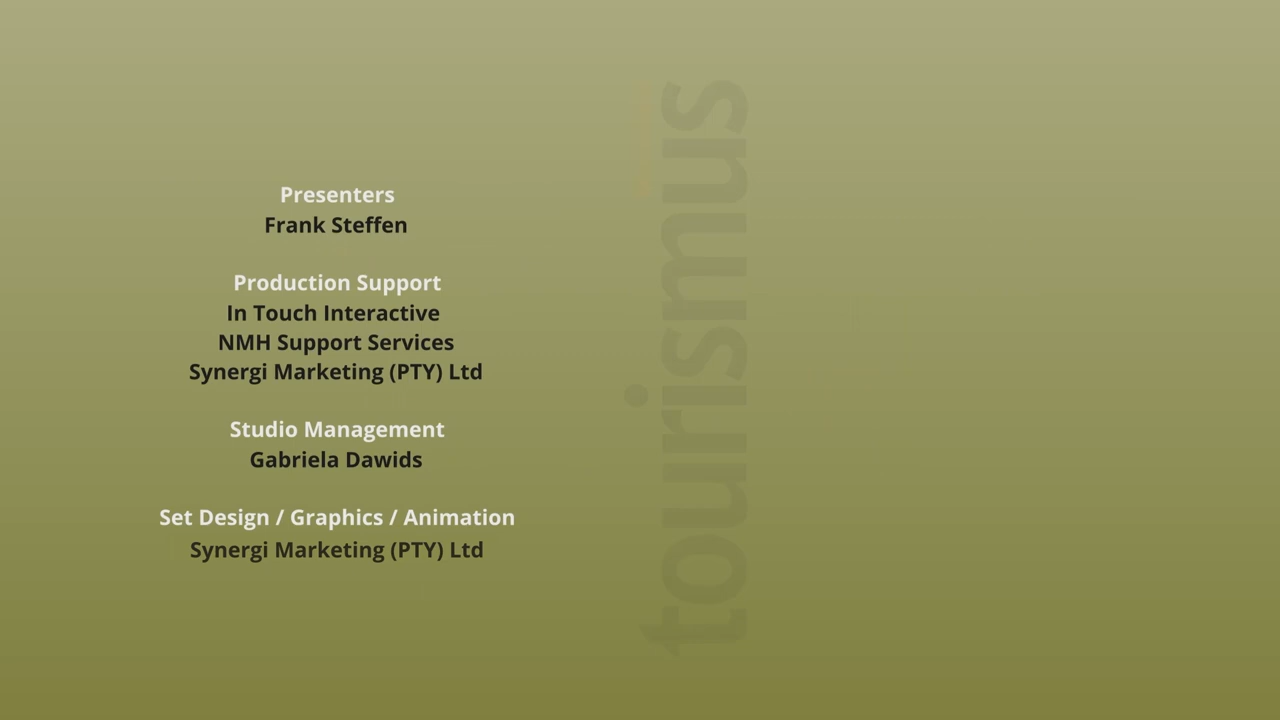 Presenters
Frank Steffen
Production Support
In Touch Interactive
NMH Support Services
Synergi Marketing (PTY) Ltd
Studio Management
Gabriela Dawids
Set Design / Graphics / Animation
Synergi Marketing (PTY) Ltd
tourismus